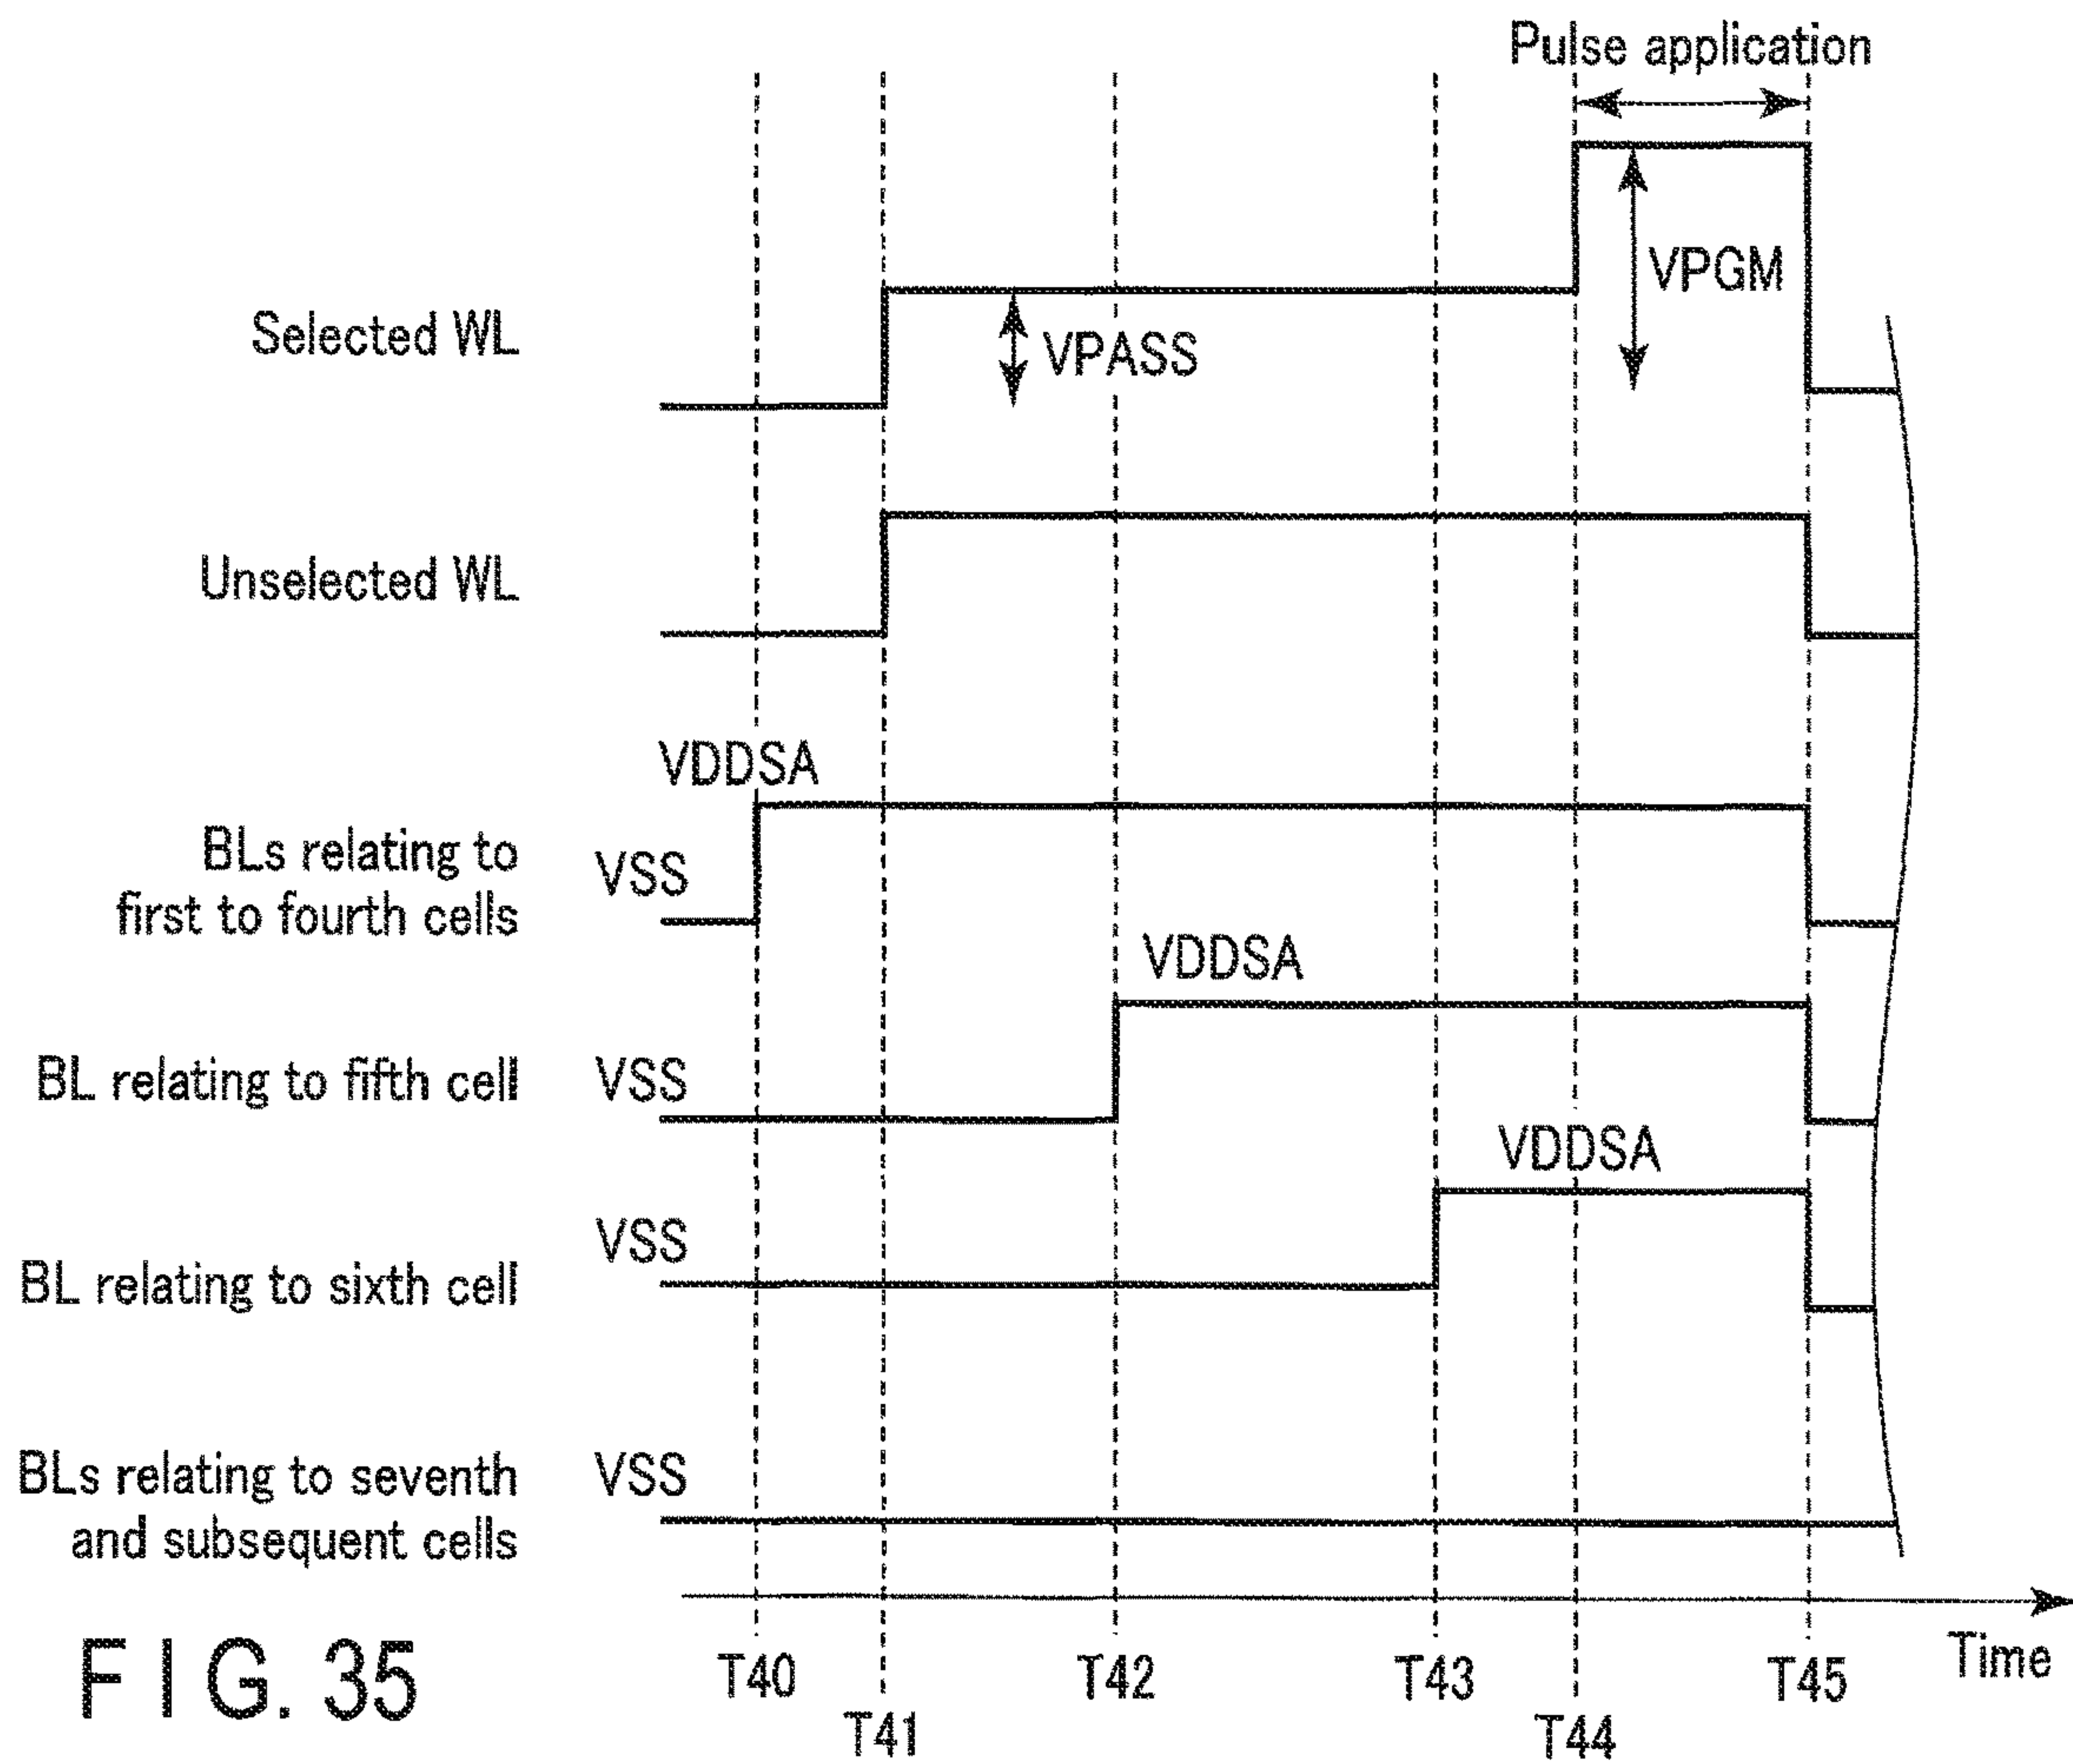 Pulse application
VPGM
Selected WL
VPASS
Unselected WL
VDDSA
BLs relating to
first to fourth cells
VSS
VDDSA
BL relating to fifth cell
VSS
VDDSA
VSS
BL relating to sixth cell
BLs relating to seventh
and subsequent cells
VSS
Time
T40
T41
T42
T43
T44
T45
FIG. 35